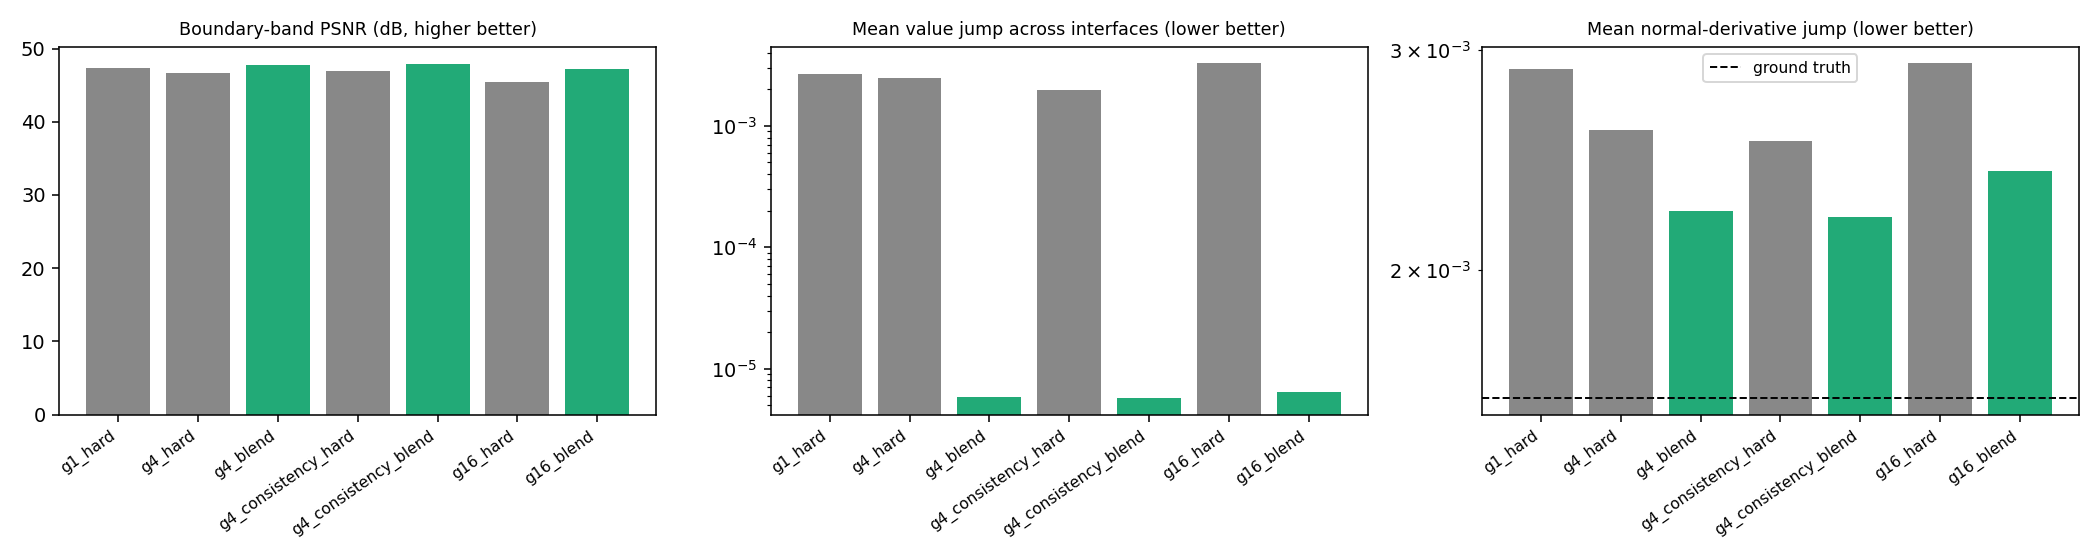 Boundary-band PSNR (dB, higher better)
50
40
30
20
10
0
g1_hard
g4_hard
g4_blend
g4_consistency_hard
g4_consistency_blend
g16_hard
g16_blend
Mean value jump across interfaces (lower better)
10⁻³
10⁻⁴
10⁻⁵
g1_hard
g4_hard
g4_blend
g4_consistency_hard
g4_consistency_blend
g16_hard
g16_blend
Mean normal-derivative jump (lower better)
3 × 10⁻³
2 × 10⁻³
ground truth
g1_hard
g4_hard
g4_blend
g4_consistency_hard
g4_consistency_blend
g16_hard
g16_blend